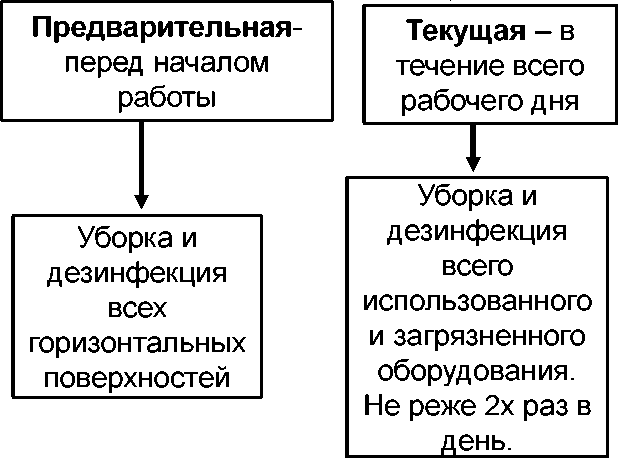 Предварительная-
перед началом
работы
Текущая – в
течение всего
рабочего дня
Уборка и
дезинфекция
всех
горизонтальных
поверхностей
Уборка и
дезинфекция
всего
использованного
и загрязненного
оборудования.
Не реже 2х раз в
день.